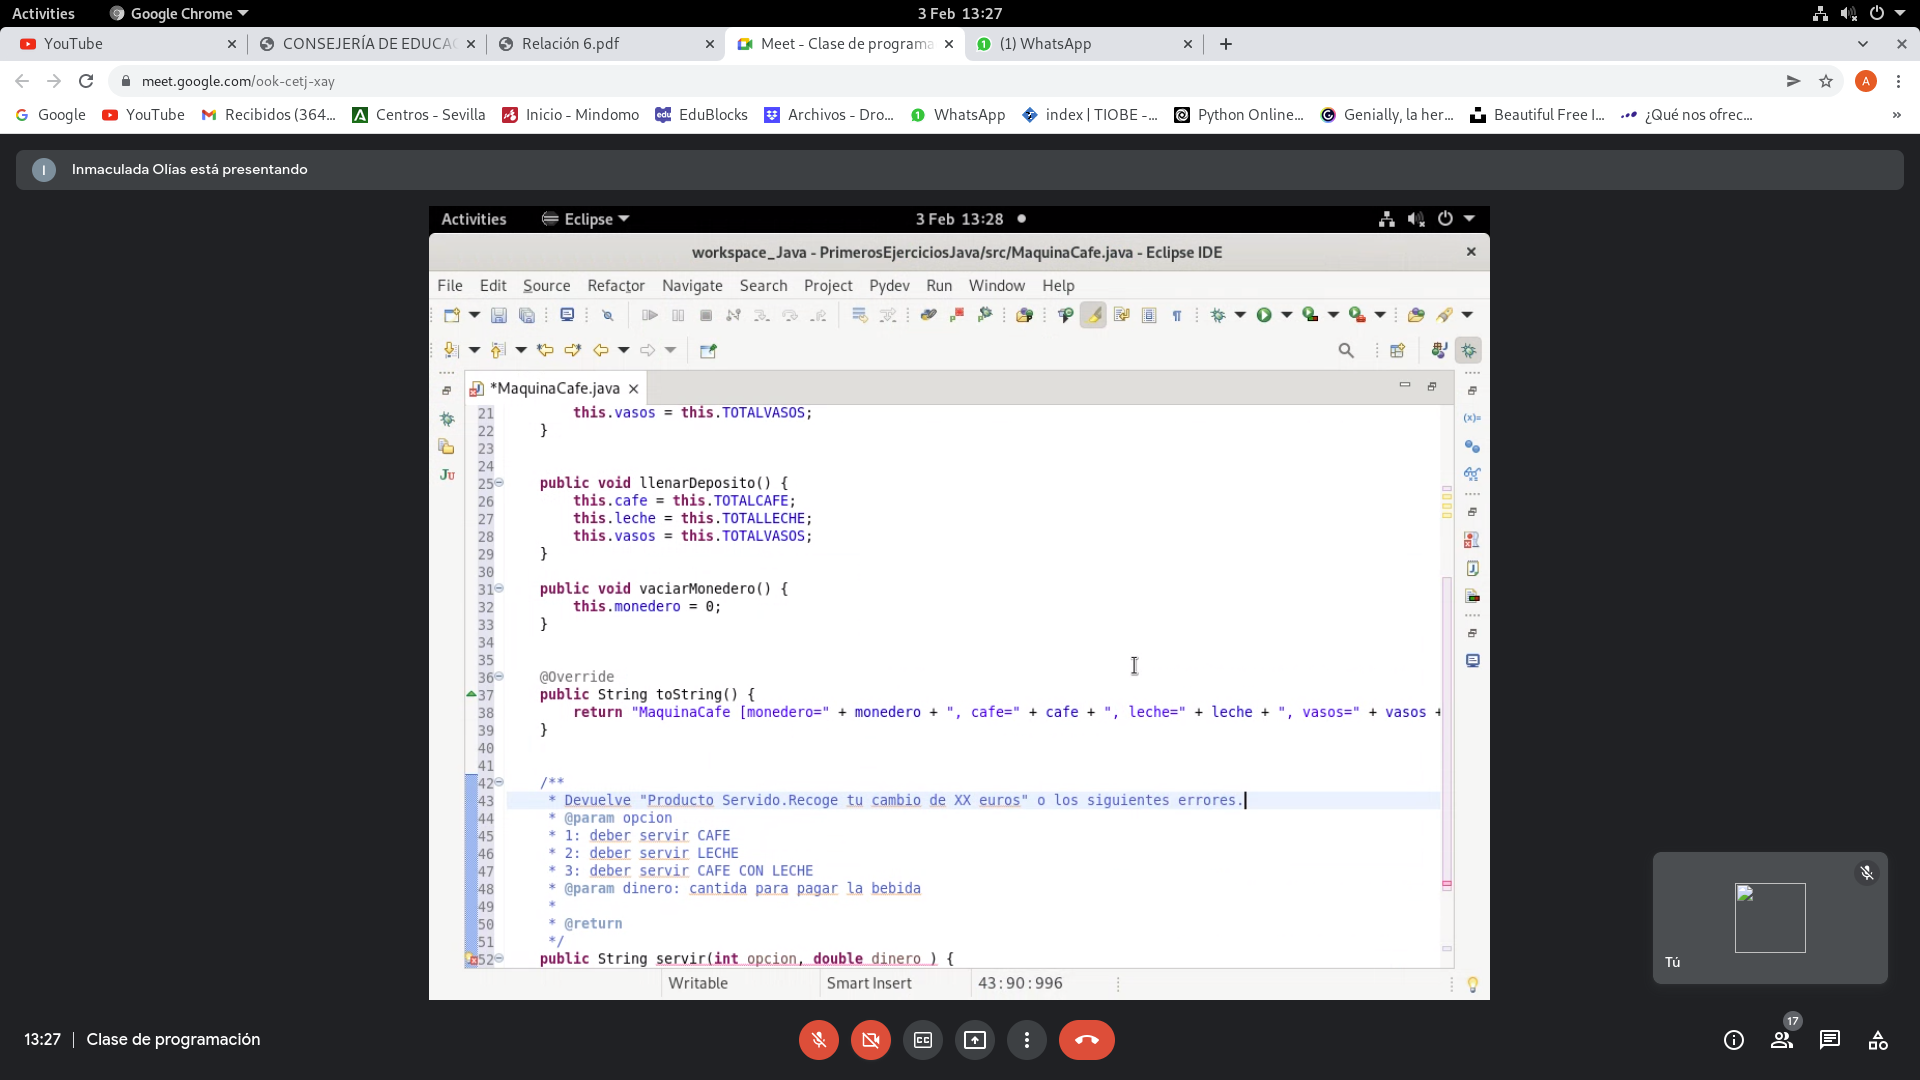 Activities
Google Chrome
3 Feb 13:27
YouTube
CONSEJERÍA DE EDUCAC
Relación 6.pdf
Meet - Clase de programa
(1) WhatsApp
meet.google.com/ook-cetj-xay
A
Google
YouTube
Recibidos (364...
Centros - Sevilla
Inicio - Mindomo
EduBlocks
Archivos - Dro...
WhatsApp
index | TIOBE -...
Python Online...
Genially, la her...
Beautiful Free I...
¿Qué nos ofrec...
I
Inmaculada Olías está presentando
Activities
Eclipse
3 Feb 13:28
workspace_Java - PrimerosEjerciciosJava/src/MaquinaCafe.java - Eclipse IDE
File Edit Source Refactor Navigate Search Project Pydev Run Window Help
*MaquinaCafe.java
21 this.vasos = this.TOTALVASOS;
22 }
23
24
25 public void llenarDeposito() {
26 this.cafe = this.TOTALCAFE;
27 this.leche = this.TOTALLECHE;
28 this.vasos = this.TOTALVASOS;
29 }
30
31 public void vaciarMonedero() {
32 this.monedero = 0;
33 }
34
35
36 @Override
37 public String toString() {
38 return "MaquinaCafe [monedero=" + monedero + ", cafe=" + cafe + ", leche=" + leche + ", vasos=" + vasos +
39 }
40
41
42 /**
43 * Devuelve "Producto Servido.Recoge tu cambio de XX euros" o los siguientes errores.
44 * @param opcion
45 * 1: deber servir CAFE
46 * 2: deber servir LECHE
47 * 3: deber servir CAFE CON LECHE
48 * @param dinero: cantida para pagar la bebida
49 *
50 * @return
51 */
52 public String servir(int opcion, double dinero ) {
Writable
Smart Insert
43 : 90 : 996
Tú
13:27
Clase de programación
17